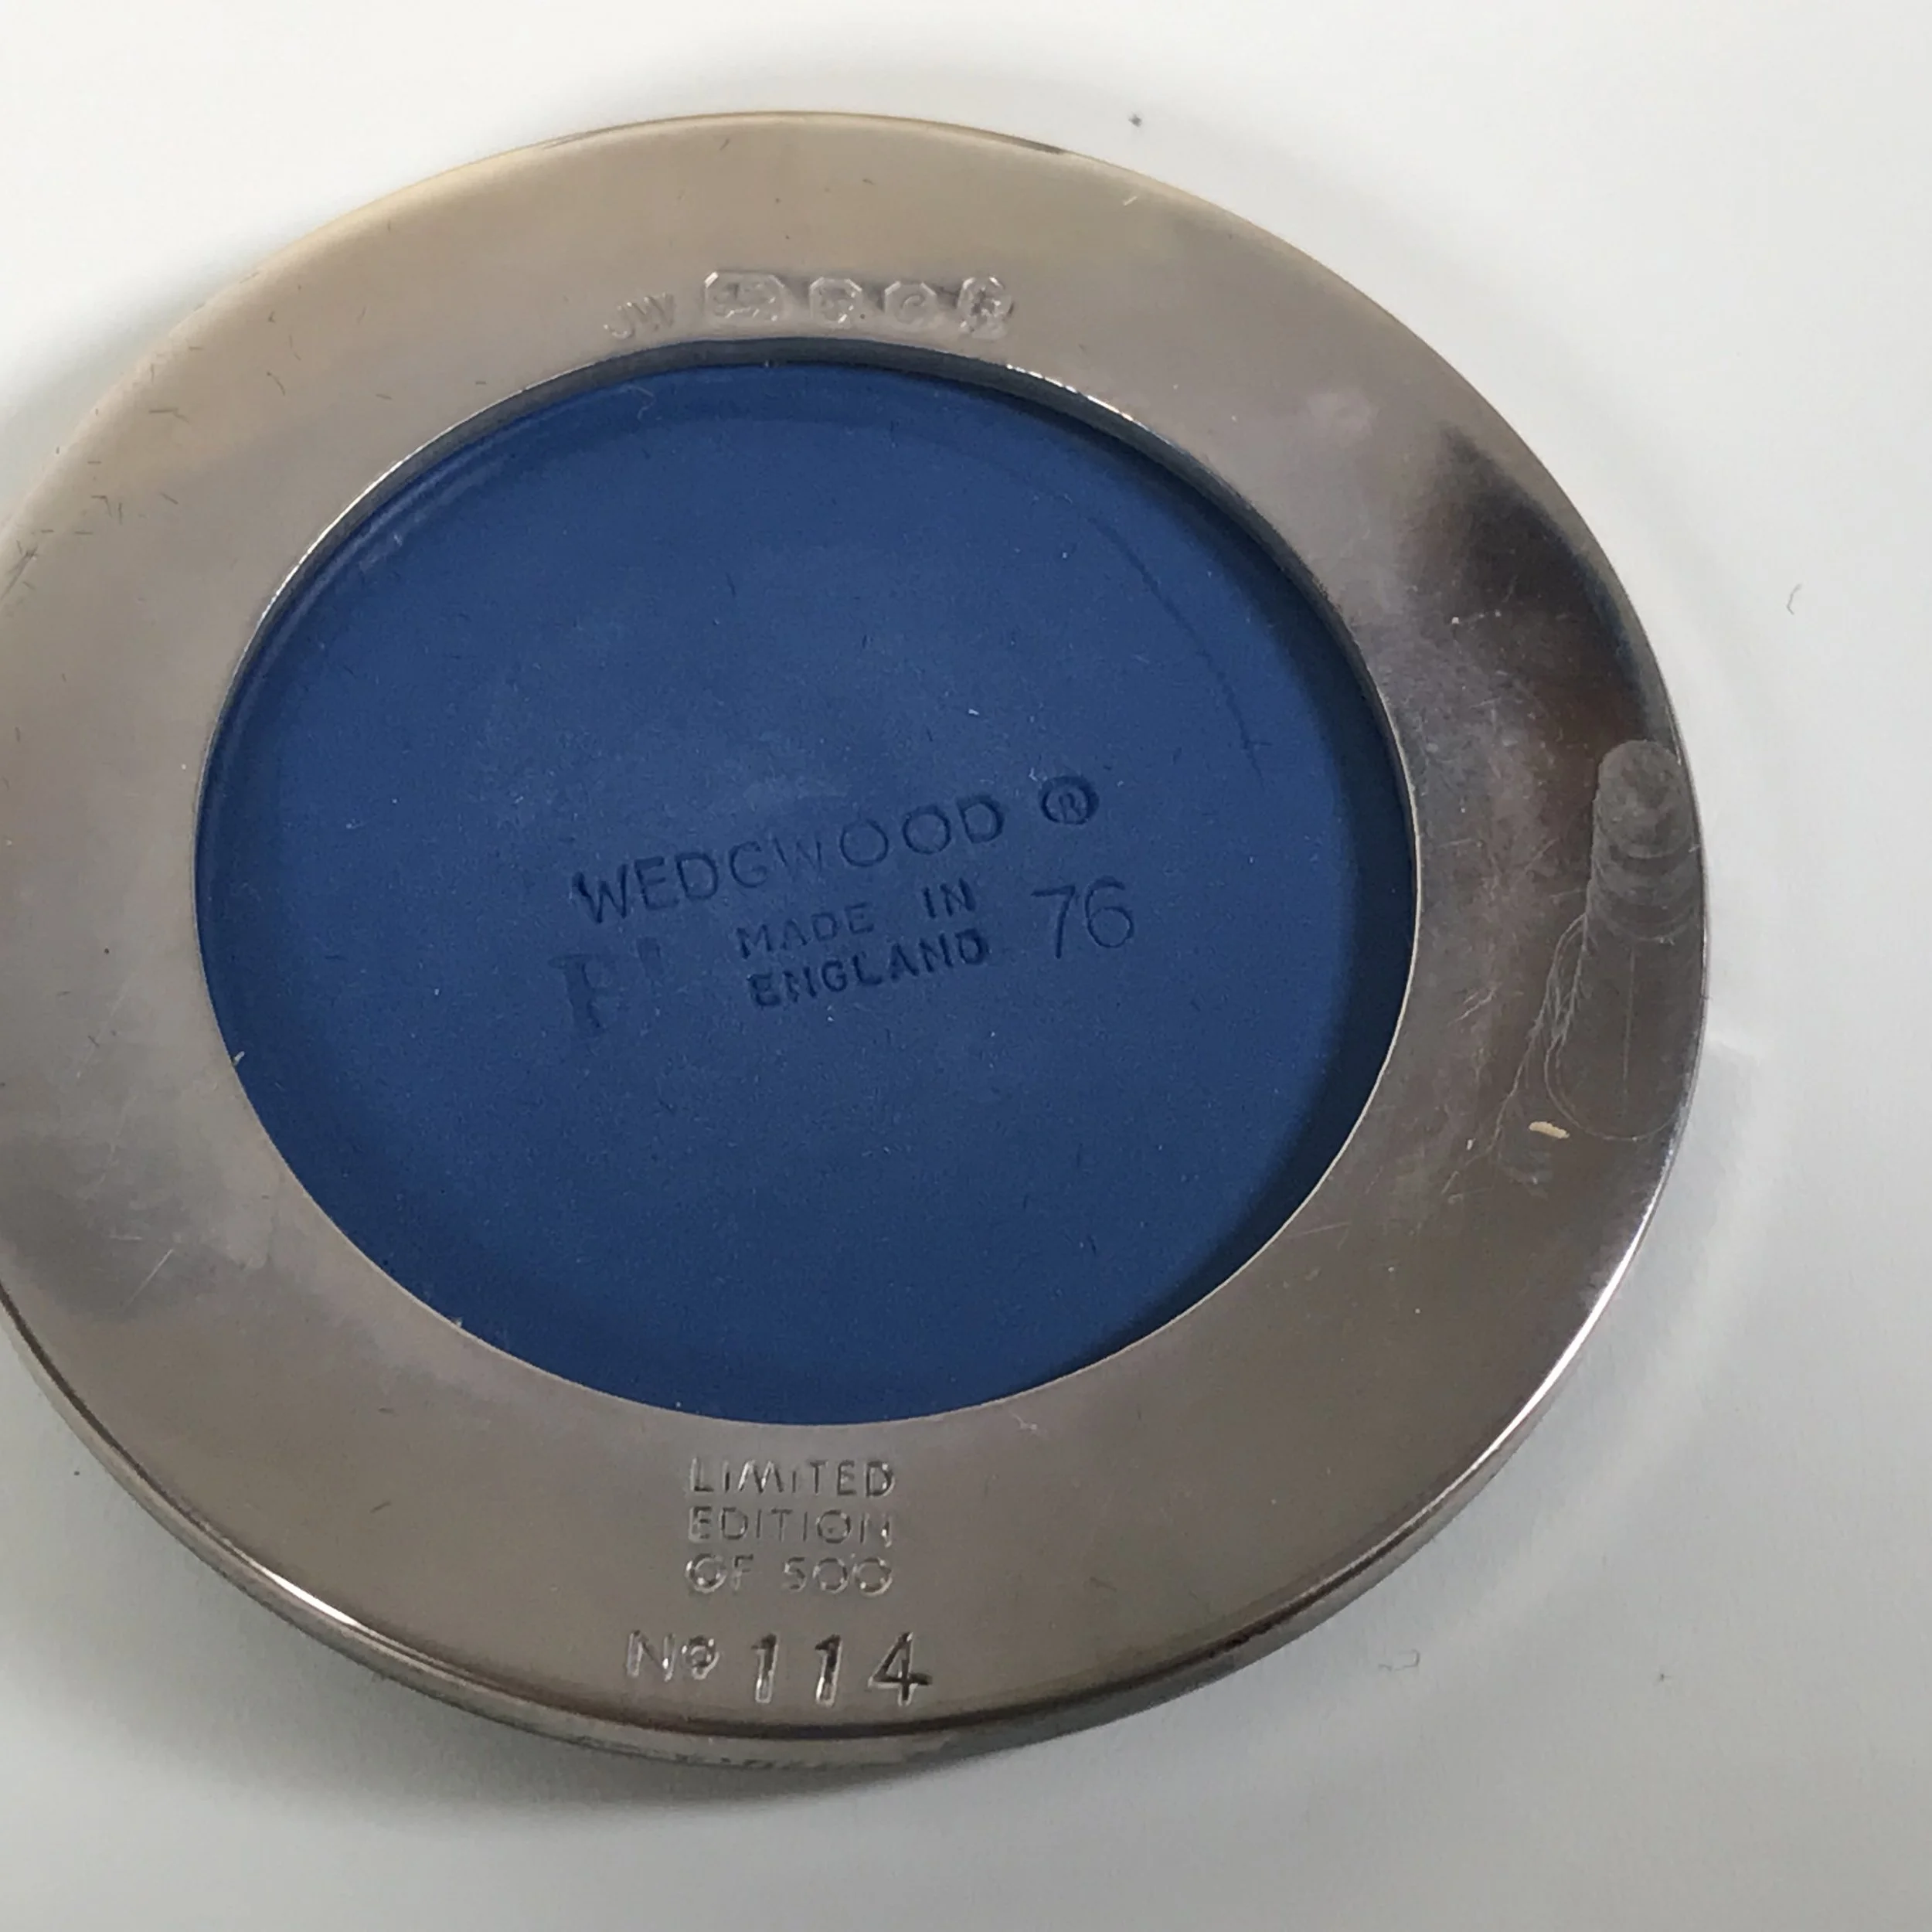 JW
WEDGWOOD ®
MADE IN
ENGLAND 76
LIMITED
EDITION
OF 500
Nº 114